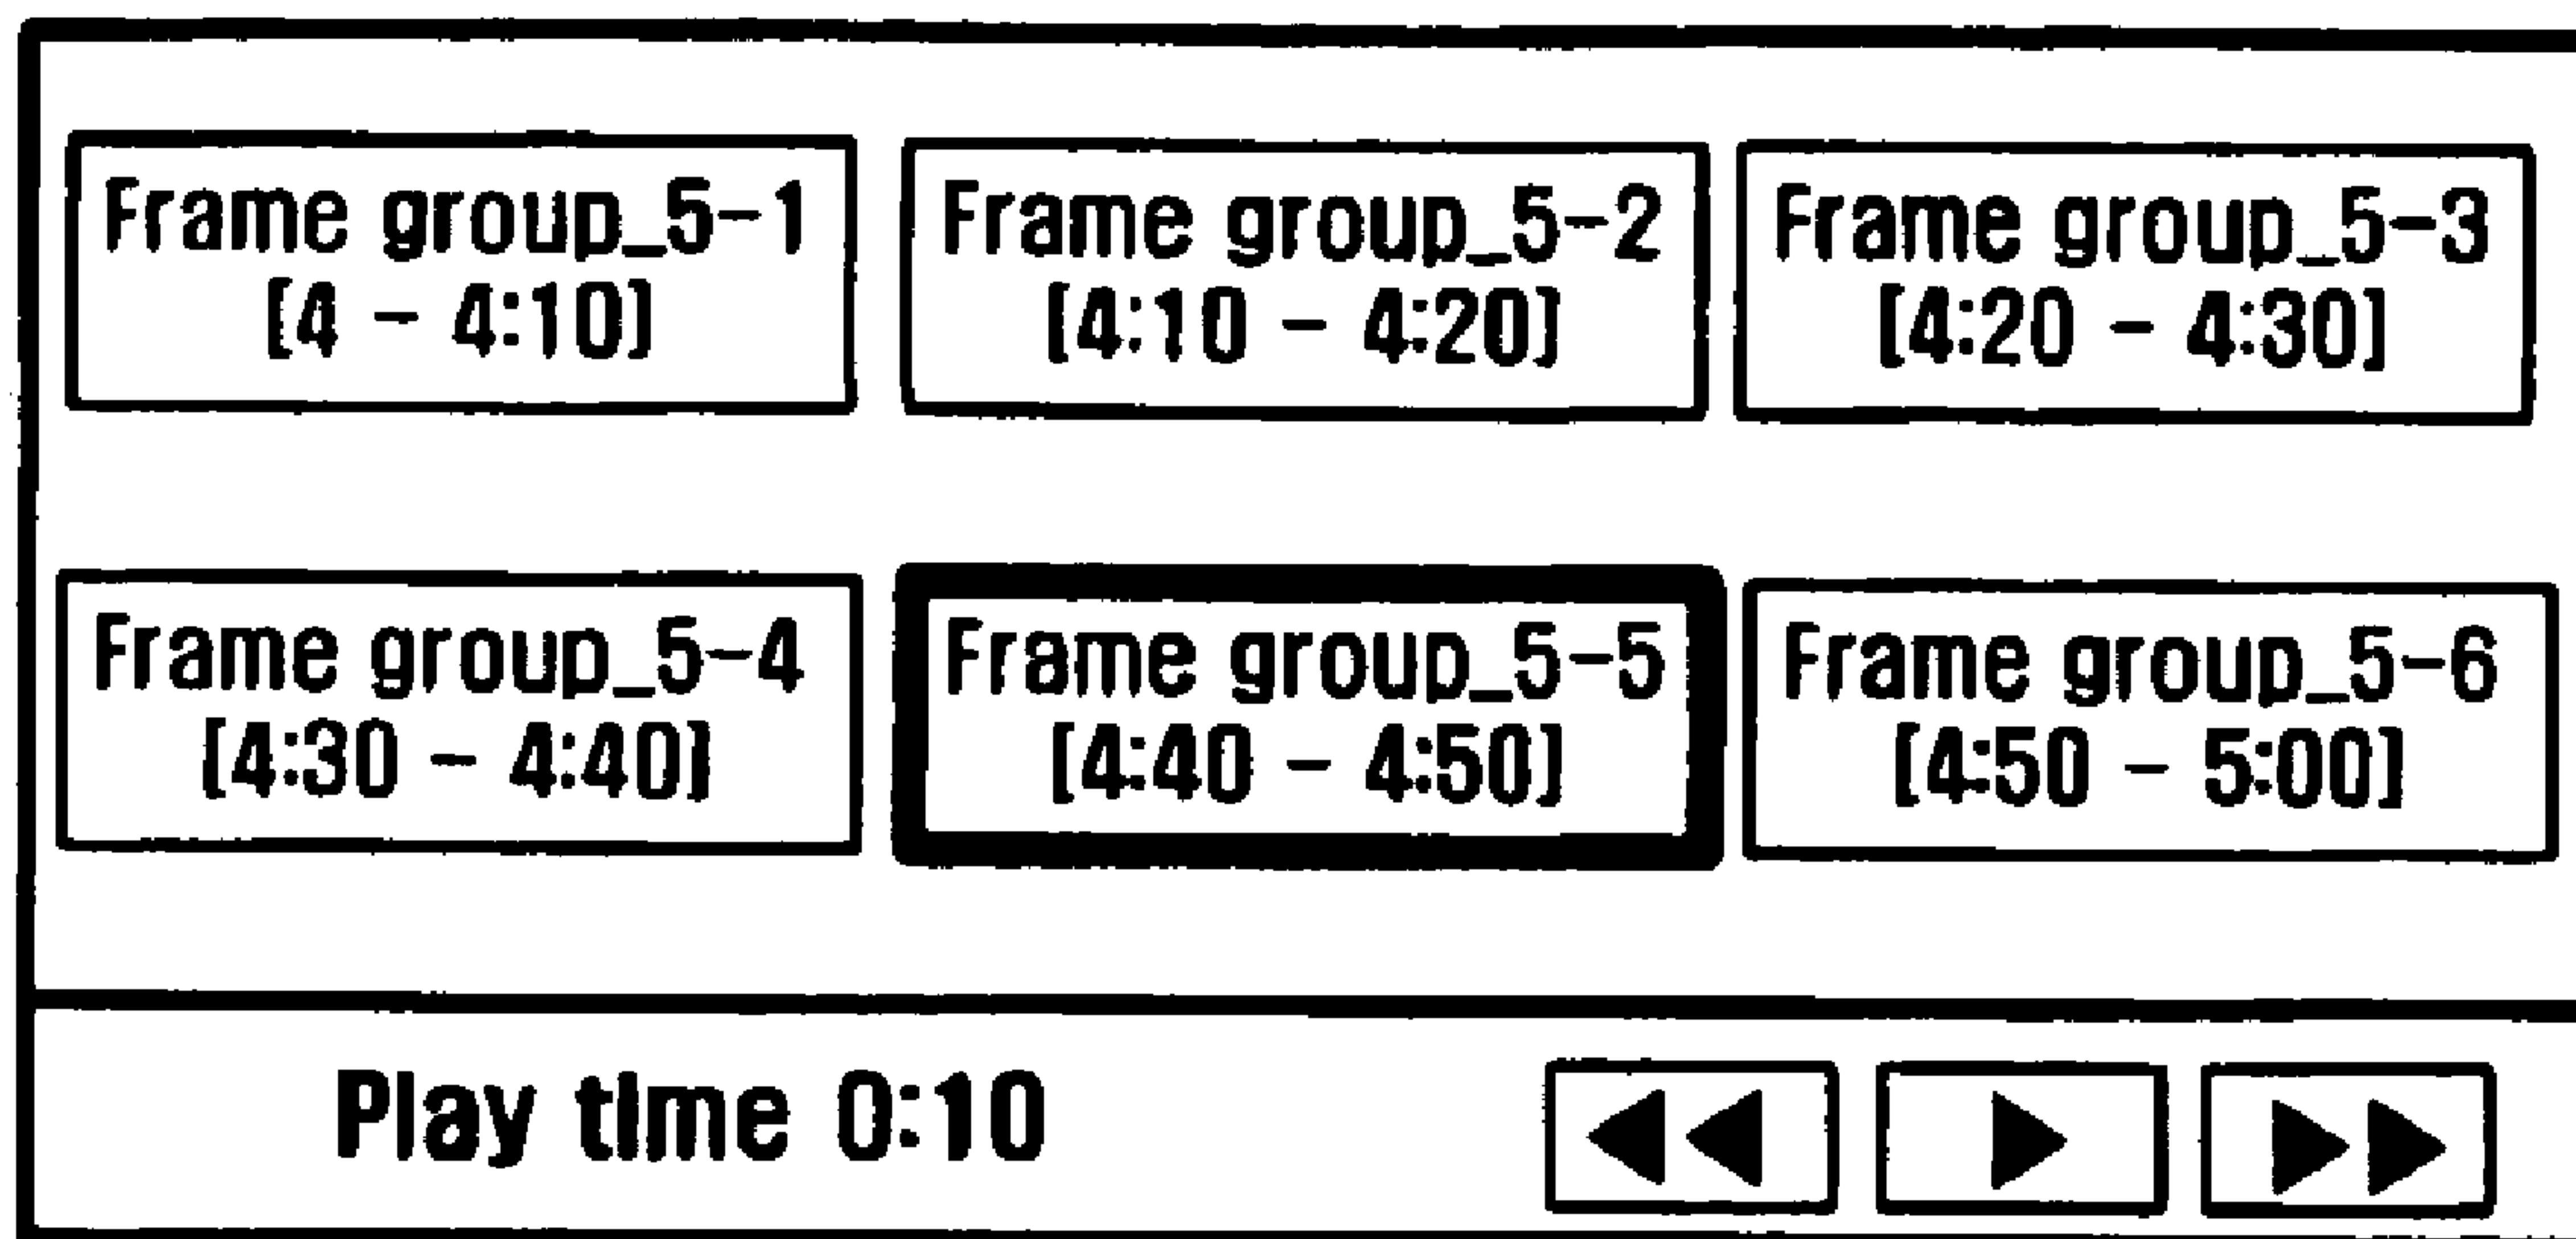 Frame group_5-1
[4 - 4:10]
Frame group_5-2
[4:10 - 4:20]
Frame group_5-3
[4:20 - 4:30]
Frame group_5-4
[4:30 - 4:40]
Frame group_5-5
[4:40 - 4:50]
Frame group_5-6
[4:50 - 5:00]
Play time 0:10